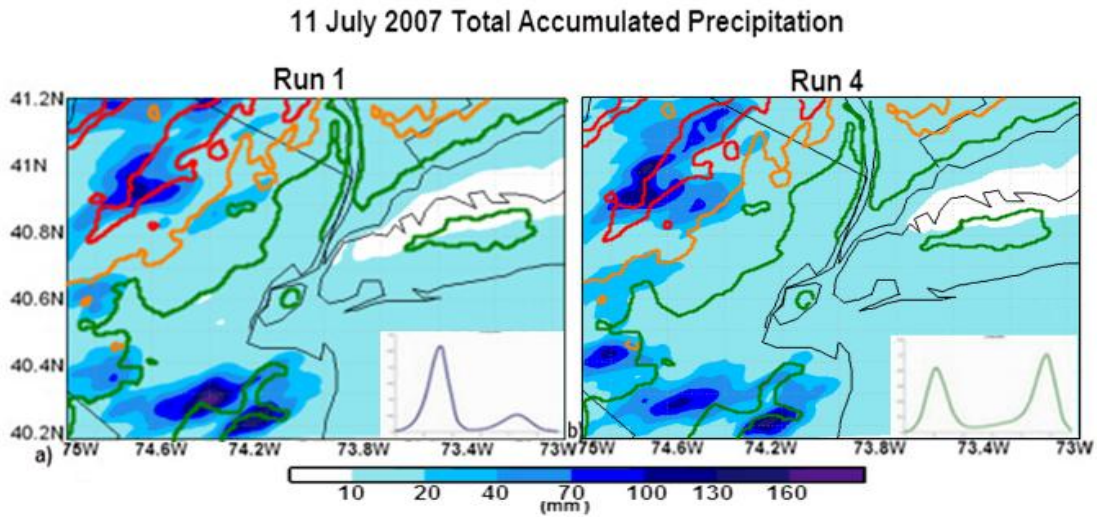 11 July 2007 Total Accumulated Precipitation
Run 1
Run 4
41.2N
41N
40.8N
40.6N
40.4N
40.2N
75W 74.6W 74.2W 73.8W 73.4W 73W
a)
b)
75W 74.6W 74.2W 73.8W 73.4W 73W
10 20 40 70 100 130 160
(mm)